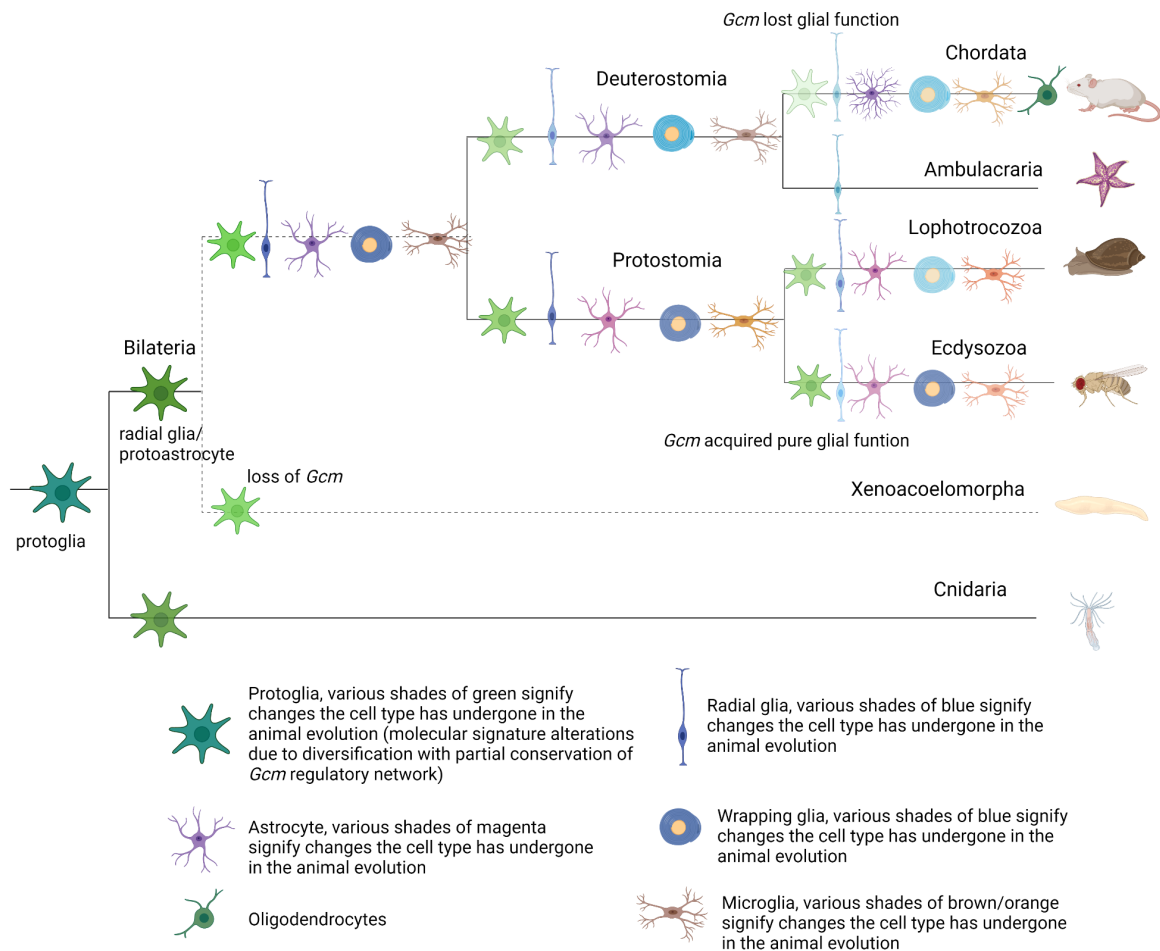 Gcm lost glial function
Chordata
Deuterostomia
Ambulacraria
Lophotrocozoa
Protostomia
Bilateria
Ecdysozoa
radial glia/
protoastrocyte
Gcm acquired pure glial funtion
loss of Gcm
Xenoacoelomorpha
protoglia
Cnidaria
Protoglia, various shades of green signify
changes the cell type has undergone in the
animal evolution (molecular signature alterations
due to diversification with partial conservation of
Gcm regulatory network)
Radial glia, various shades of blue signify
changes the cell type has undergone in the
animal evolution
Astrocyte, various shades of magenta
signify changes the cell type has undergone
in the animal evolution
Wrapping glia, various shades of blue signify
changes the cell type has undergone in the
animal evolution
Oligodendrocytes
Microglia, various shades of brown/orange
signify changes the cell type has undergone
in the animal evolution